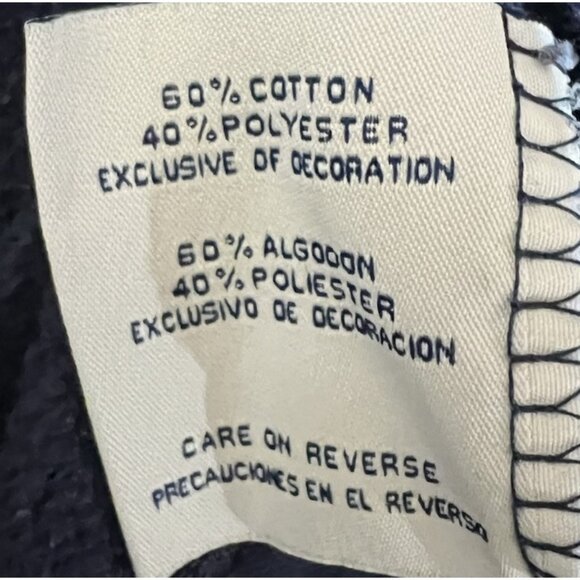 60% COTTON
40% POLYESTER
EXCLUSIVE OF DECORATION
60% ALGODON
40% POLIESTER
EXCLUSIVO DE DECORACION
CARE ON REVERSE
PRECAUCIONES EN EL REVERSO